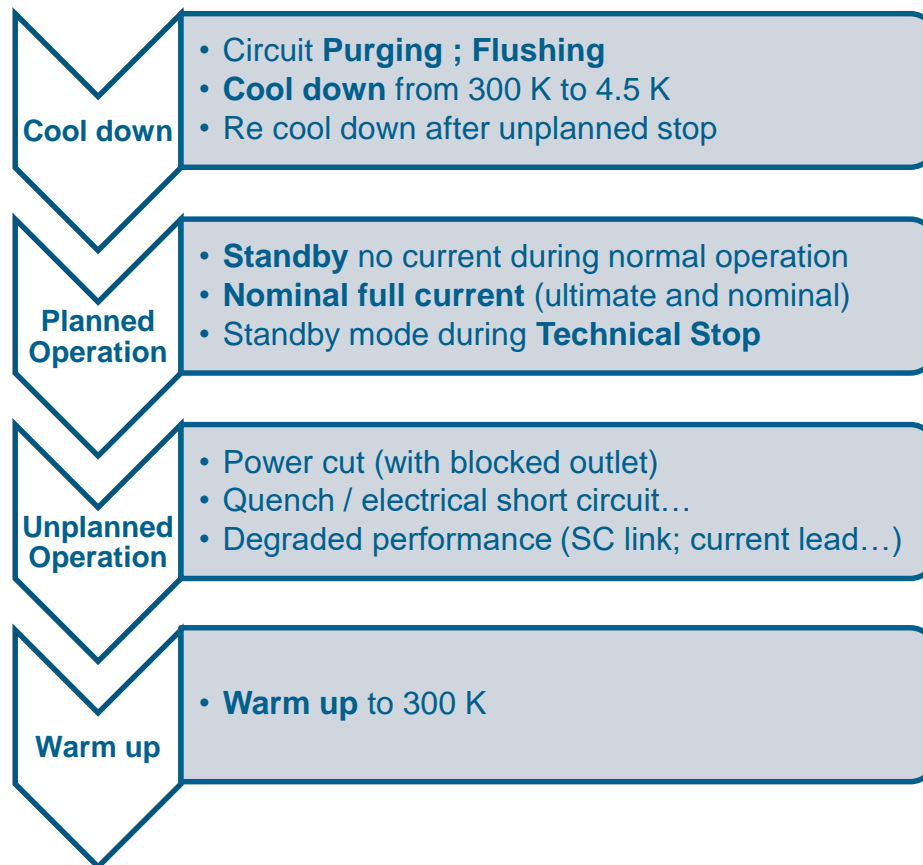 Cool down
• Circuit Purging ; Flushing
• Cool down from 300 K to 4.5 K
• Re cool down after unplanned stop
Planned
Operation
• Standby no current during normal operation
• Nominal full current (ultimate and nominal)
• Standby mode during Technical Stop
Unplanned
Operation
• Power cut (with blocked outlet)
• Quench / electrical short circuit…
• Degraded performance (SC link; current lead…)
Warm up
• Warm up to 300 K